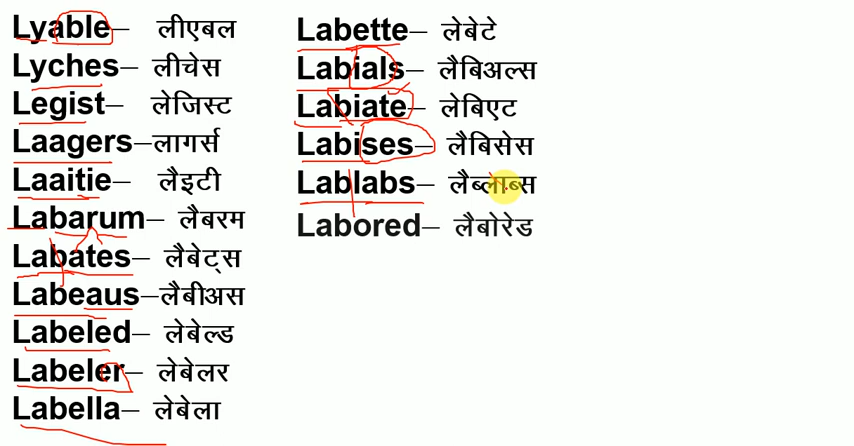 Lyable– लीएबल
Lyches– लीचेस
Legist– लेजिस्ट
Laagers–लागर्स
Laaitie– लैइटी
Labarum–लैबरम
Labates–लैबेट्स
Labeaus–लैबीअस
Labeled– लेबेल्ड
Labeler– लेबेलर
Labella– लेबेला
Labette– लेबेटे
Labials– लैबिअल्स
Labiate– लेबिएट
Labises– लैबिसेस
Lablabs– लैब्लाब्स
Labored– लैबोरेड